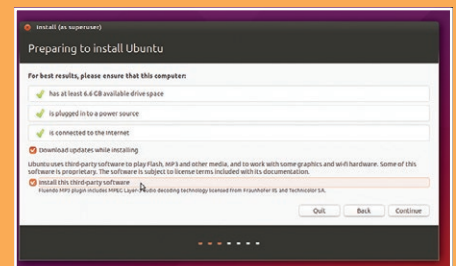 Install (as superuser)
Preparing to install Ubuntu
For best results, please ensure that this computer:
has at least 6.6 GB available drive space
is plugged in to a power source
is connected to the Internet
Download updates while installing
Ubuntu uses third-party software to play Flash, MP3 and other media, and to work with some graphics and wi-fi hardware. Some of this
software is proprietary. The software is subject to license terms included with its documentation.
Install this third-party software
Fluendo MP3 plugin includes MPEG Layer-3 audio decoding technology licensed from Fraunhofer IIS and Technicolor SA.
Quit Back Continue